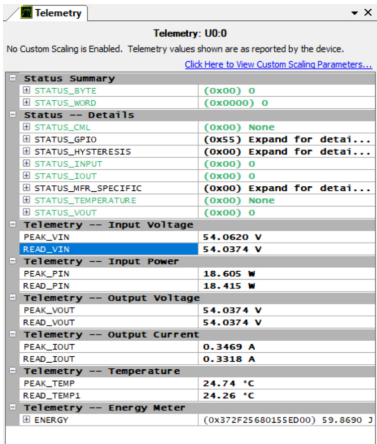 Telemetry
Telemetry: U0:0
No Custom Scaling is Enabled. Telemetry values shown are as reported by the device.
Click Here to View Custom Scaling Parameters...
Status Summary
STATUS_BYTE (0x00) 0
STATUS_WORD (0x0000) 0
Status -- Details
STATUS_CML (0x00) None
STATUS_GPIO (0x55) Expand for detai...
STATUS_HYSTERESIS (0x00) Expand for detai...
STATUS_INPUT (0x00) 0
STATUS_IOUT (0x00) 0
STATUS_MFR_SPECIFIC (0x00) Expand for detai...
STATUS_TEMPERATURE (0x00) None
STATUS_VOUT (0x00) 0
Telemetry -- Input Voltage
PEAK_VIN 54.0620 V
READ_VIN 54.0374 V
Telemetry -- Input Power
PEAK_PIN 18.605 W
READ_PIN 18.415 W
Telemetry -- Output Voltage
PEAK_VOUT 54.0374 V
READ_VOUT 54.0374 V
Telemetry -- Output Current
PEAK_IOUT 0.3469 A
READ_IOUT 0.3318 A
Telemetry -- Temperature
PEAK_TEMP 24.74 °C
READ_TEMP1 24.26 °C
Telemetry -- Energy Meter
ENERGY (0x372F25680155ED00) 59.8690 J